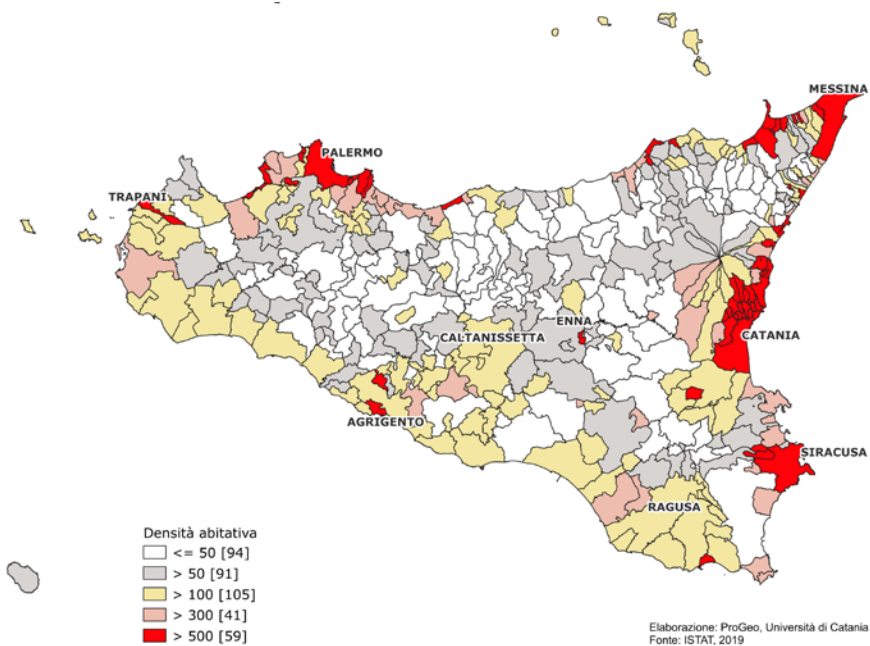 MESSINA
PALERMO
TRAPANI
ENNA
CALTANISSETTA
CATANIA
AGRIGENTO
SIRACUSA
RAGUSA
Densità abitativa
<= 50 [94]
> 50 [91]
> 100 [105]
> 300 [41]
> 500 [59]
Elaborazione: ProGeo, Università di Catania
Fonte: ISTAT, 2019